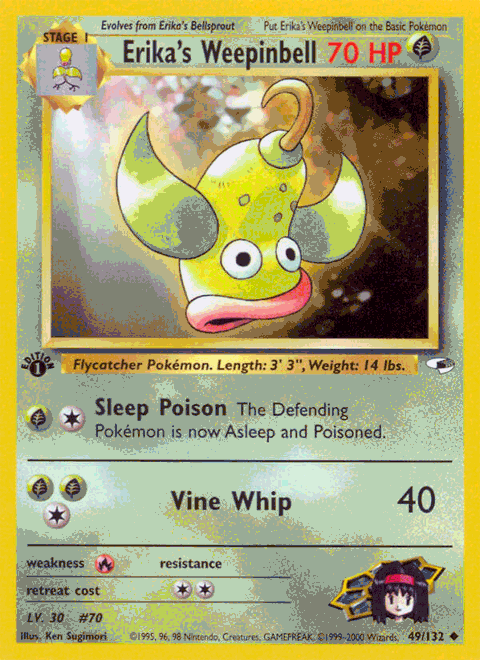 Evolves from Erika's Bellsprout
Put Erika's Weepinbell on the Basic Pokémon
STAGE 1
Erika's Weepinbell 70 HP
EDITION
1
Flycatcher Pokémon. Length: 3' 3", Weight: 14 lbs.
Sleep Poison The Defending
Pokémon is now Asleep and Poisoned.
Vine Whip 40
weakness resistance
retreat cost
LV. 30 #70
Illus. Ken Sugimori ©1995, 96, 98 Nintendo, Creatures, GAMEFREAK. ©1999-2000 Wizards. 49/132